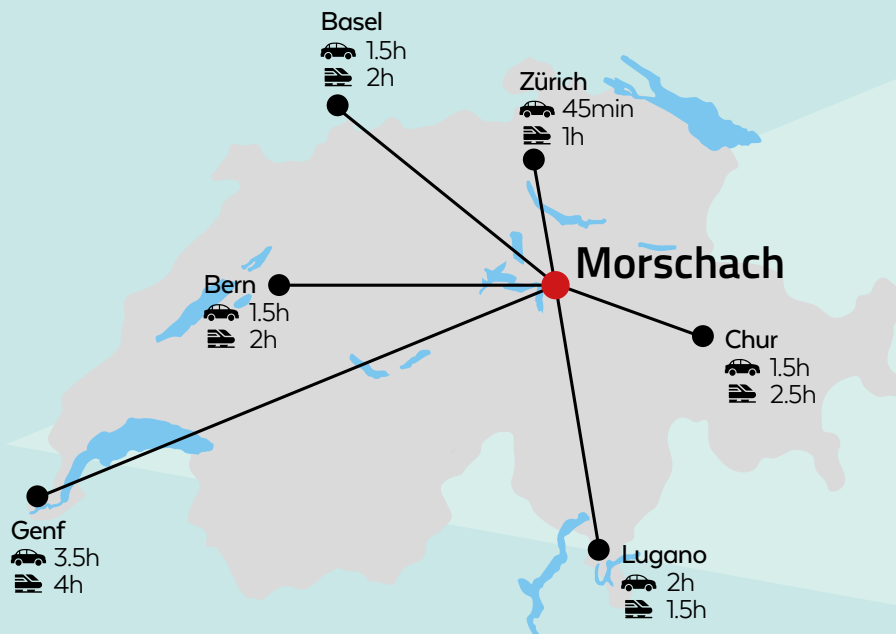 Basel
1.5h
2h
Zürich
45min
1h
Morschach
Bern
1.5h
2h
Chur
1.5h
2.5h
Genf
3.5h
4h
Lugano
2h
1.5h